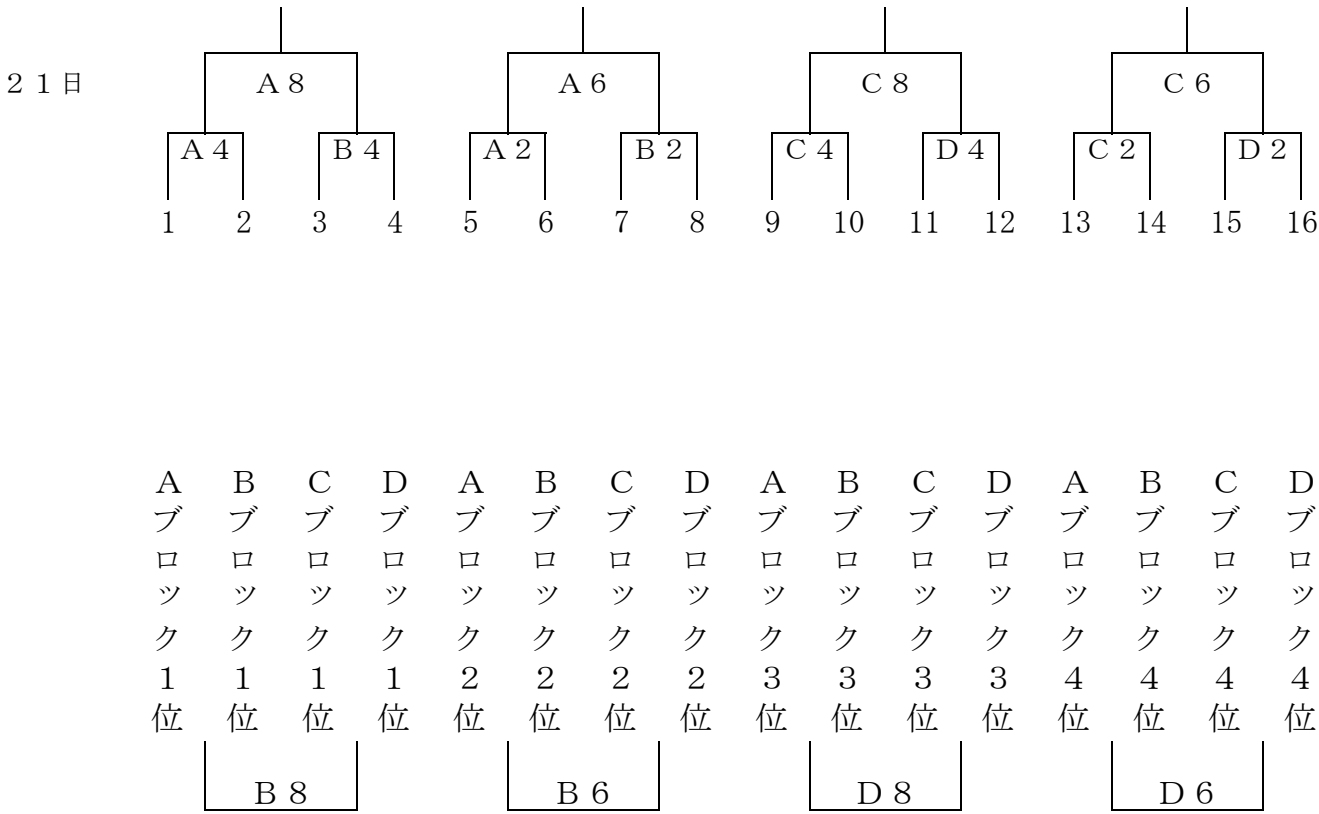 ２１日
Ａ８ Ａ６ Ｃ８ Ｃ６
Ａ４ Ｂ４ Ａ２ Ｂ２ Ｃ４ Ｄ４ Ｃ２ Ｄ２
1 2 3 4 5 6 7 8 9 10 11 12 13 14 15 16
Ａブロック１位
Ｂブロック１位
Ｃブロック１位
Ｄブロック１位
Ａブロック２位
Ｂブロック２位
Ｃブロック２位
Ｄブロック２位
Ａブロック３位
Ｂブロック３位
Ｃブロック３位
Ｄブロック３位
Ａブロック４位
Ｂブロック４位
Ｃブロック４位
Ｄブロック４位
Ｂ８ Ｂ６ Ｄ８ Ｄ６